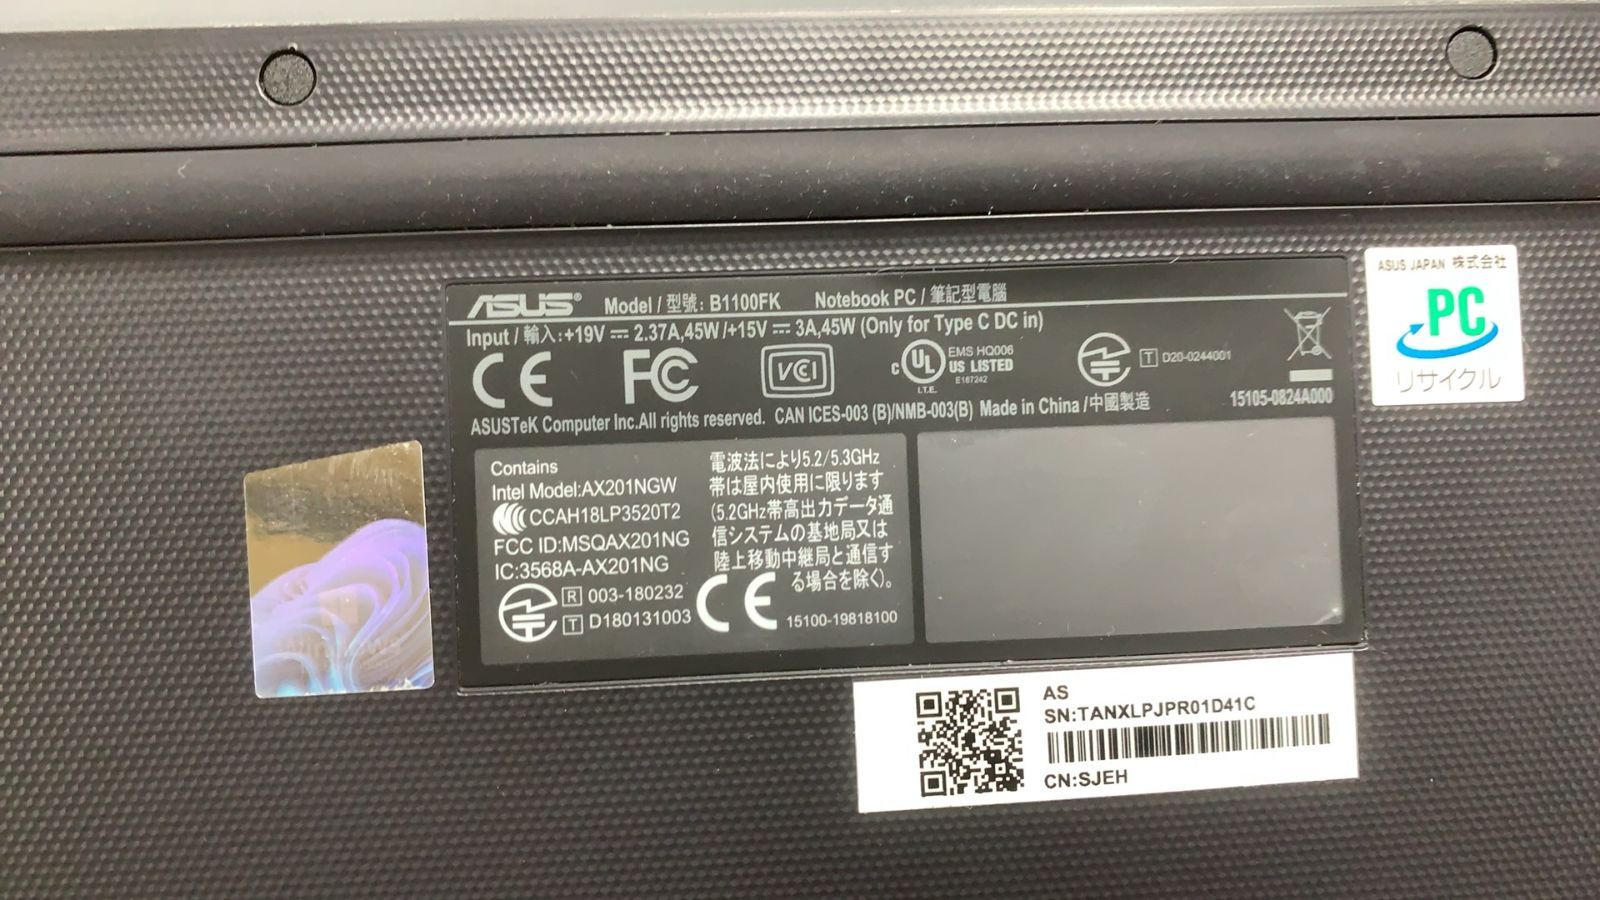 ASUS® Model / 型號: B1100FK Notebook PC / 筆記型電腦
Input / 輸入:+19V ⎓ 2.37A,45W /+15V ⎓ 3A,45W (Only for Type C DC in)
CE FC VCI c UL US LISTED EMS HQ006
I.T.E. E187242
T D20-0244001
ASUSTeK Computer Inc.All rights reserved. CAN ICES-003 (B)/NMB-003(B) Made in China /中國製造
15105-0824A000
Contains
Intel Model:AX201NGW
CCAH18LP3520T2
FCC ID:MSQAX201NG
IC:3568A-AX201NG
R 003-180232
T D180131003
電波法により5.2/5.3GHz
帯は屋内使用に限ります
(5.2GHz帯高出力データ通
信システムの基地局又は
陸上移動中継局と通信す
る場合を除く)。
CE 15100-19818100
ASUS JAPAN 株式会社
PC
リサイクル
AS
SN:TANXLPJPR01D41C
CN:SJEH